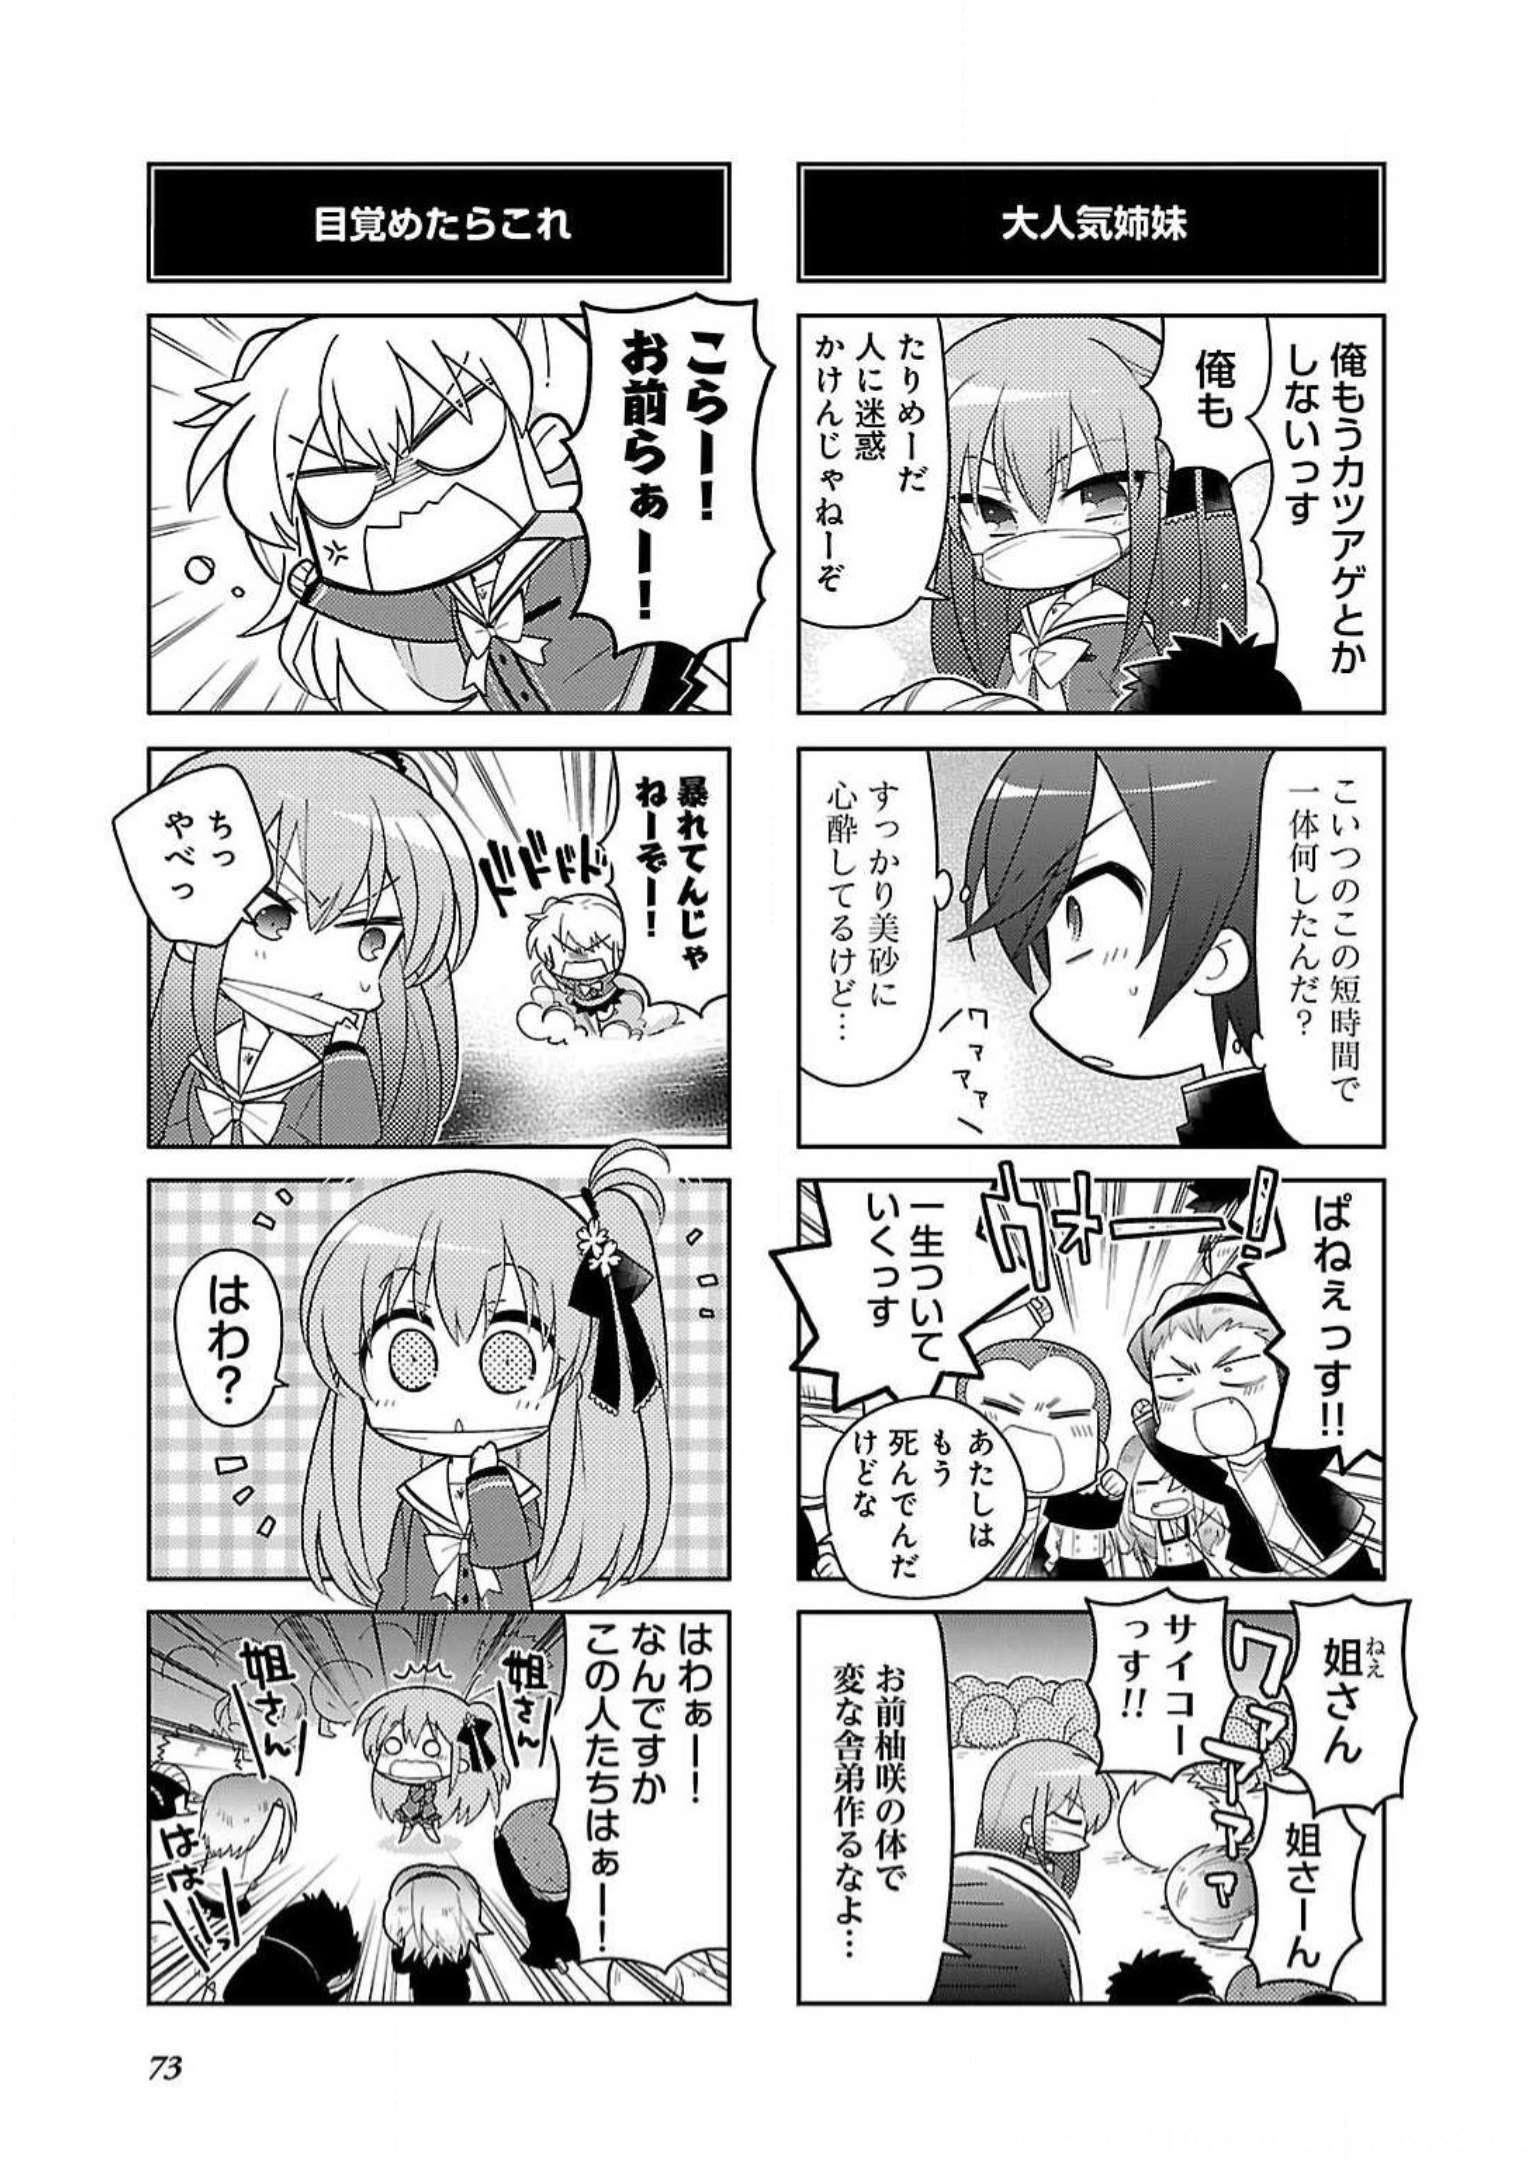 大人気姉妹
俺もうカツアゲとか
しないっす
俺も
たりめーだ
人に迷惑
かけんじゃねーぞ
こいつのこの短時間で
一体何したんだ?
すっかり美砂に
心酔してるけど…
ワァァァ
ぱねぇっす!!
ウオーー!
一生ついて
いくっす
あたしは
もう
死んでんだ
けどな
姐さん
ねえ
姐さーん
サイコー
っす!!
ワァァァァ
お前柚咲の体で
変な舎弟作るなよ…
目覚めたらこれ
こらー!
お前らぁー!
暴れてんじゃ
ねーぞー!
ドドドド
ちっ
やべっ
はわ?
はわぁー!
なんですか
この人たちはぁー!
姐さん
姐さん
ははーっ
73